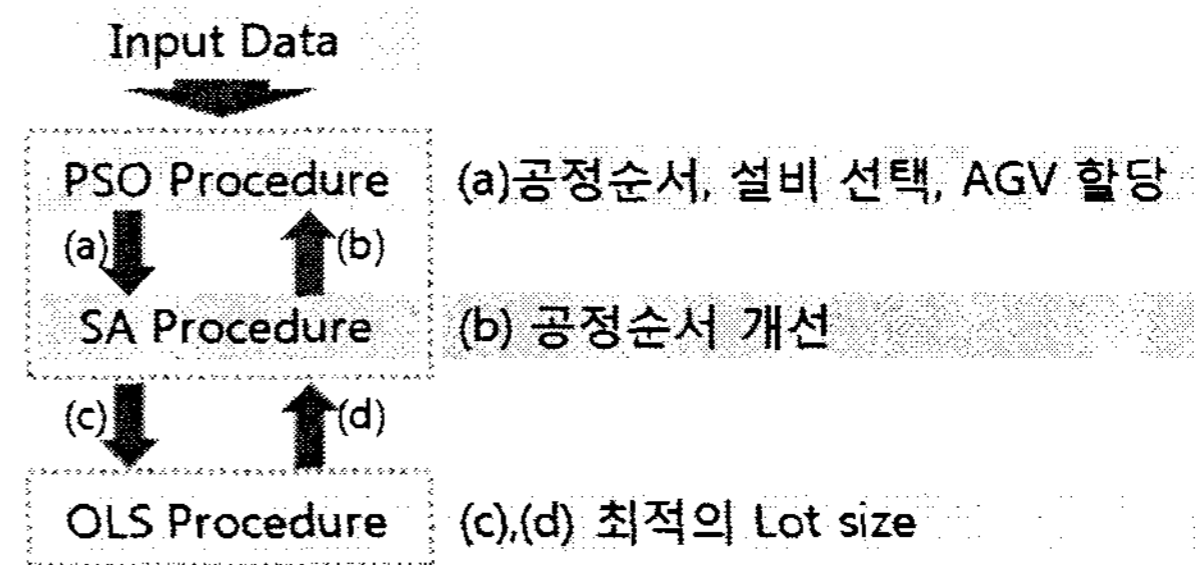 Input Data
PSO Procedure (a)공정순서, 설비 선택, AGV 할당
(a) (b)
SA Procedure (b) 공정순서 개선
(c) (d)
OLS Procedure (c),(d) 최적의 Lot size